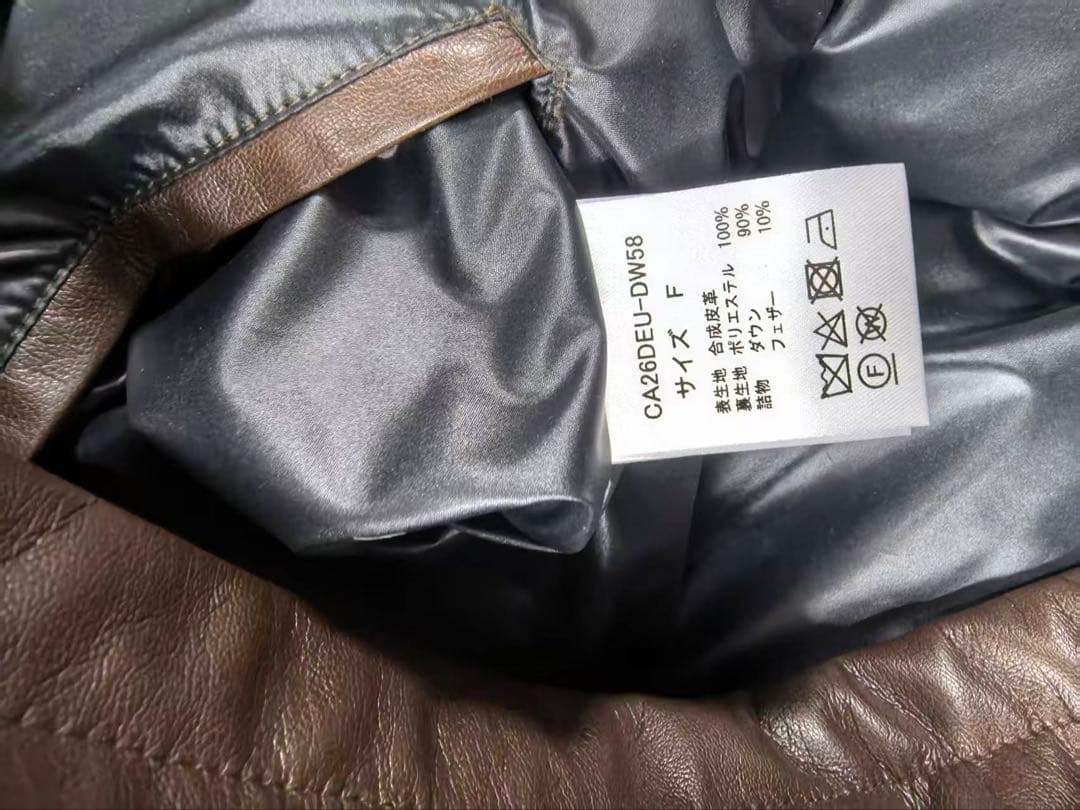 CA26DEU-DW58
サイズ F
表生地 合成皮革 100%
裏生地 ポリエステル 90%
詰物 ダウン 10%
フェザー
F